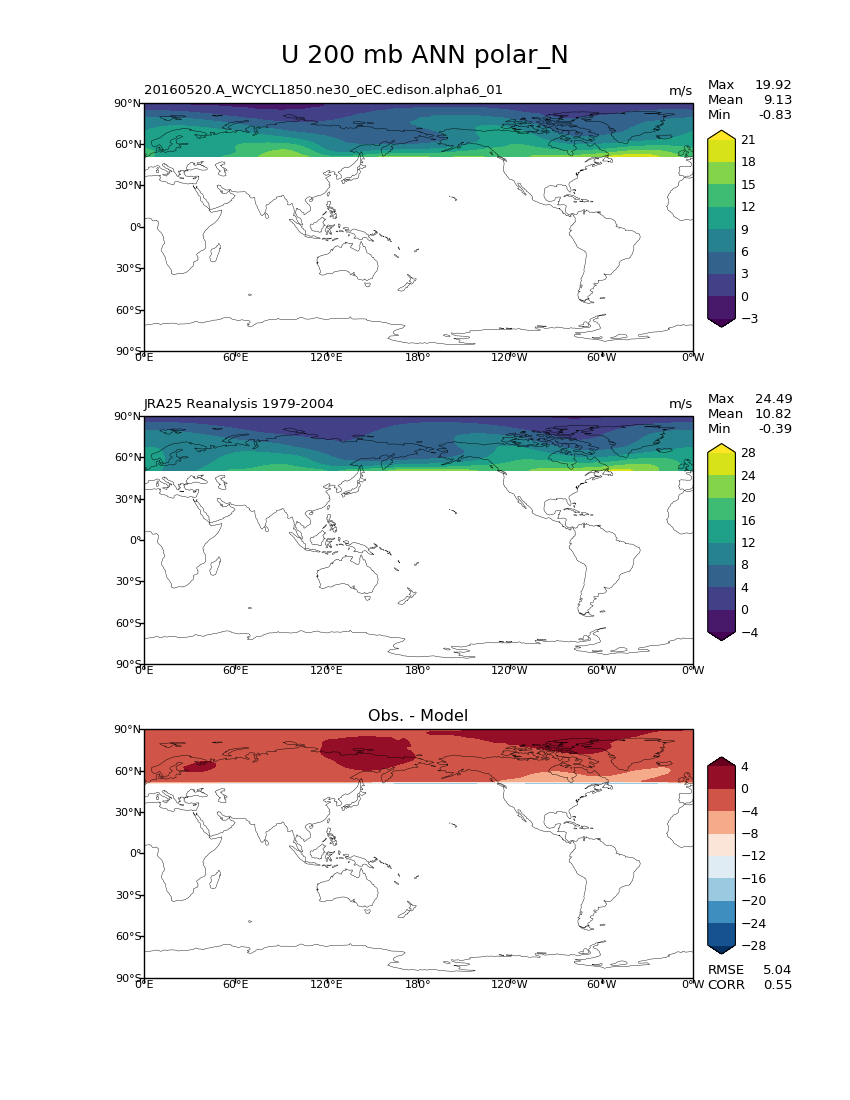 U 200 mb ANN polar_N
20160520.A_WCYCL1850.ne30_oEC.edison.alpha6_01
m/s
Max 19.92
Mean 9.13
Min -0.83
90°N
60°N
30°N
0°
30°S
60°S
90°S
0°E 60°E 120°E 180° 120°W 60°W 0°W
21
18
15
12
9
6
3
0
−3
JRA25 Reanalysis 1979-2004
m/s
Max 24.49
Mean 10.82
Min -0.39
90°N
60°N
30°N
0°
30°S
60°S
90°S
0°E 60°E 120°E 180° 120°W 60°W 0°W
28
24
20
16
12
8
4
0
−4
Obs. - Model
90°N
60°N
30°N
0°
30°S
60°S
90°S
0°E 60°E 120°E 180° 120°W 60°W 0°W
4
0
−4
−8
−12
−16
−20
−24
−28
RMSE 5.04
CORR 0.55